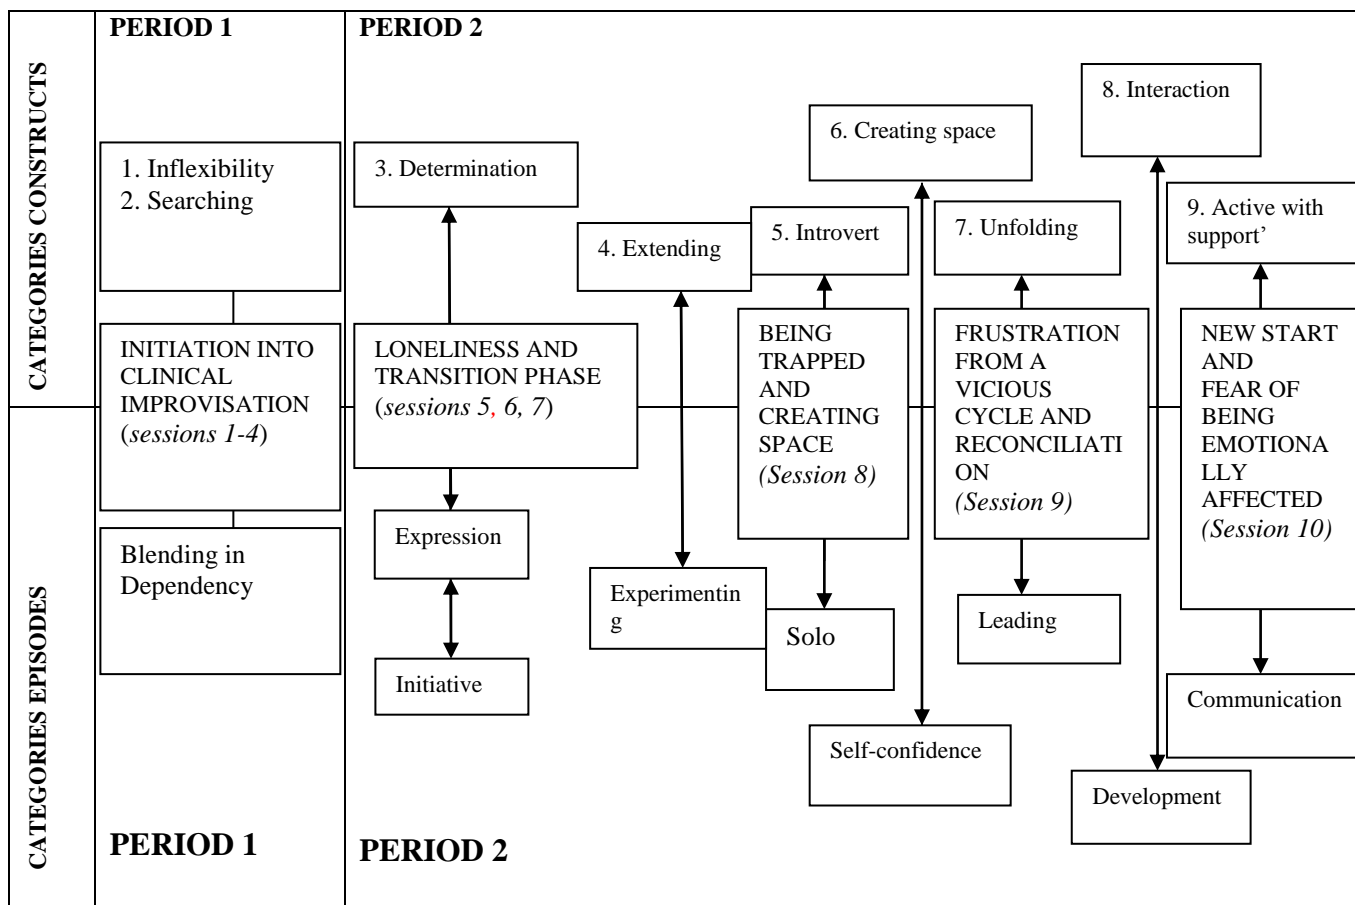 PERIOD 1
PERIOD 2
CATEGORIES CONSTRUCTS
CATEGORIES EPISODES
1. Inflexibility
2. Searching
INITIATION INTO
CLINICAL
IMPROVISATION
(sessions 1-4)
Blending in
Dependency
3. Determination
LONELINESS AND
TRANSITION PHASE
(sessions 5, 6, 7)
Expression
Initiative
4. Extending
Experimentin
g
5. Introvert
BEING
TRAPPED
AND
CREATING
SPACE
(Session 8)
Solo
6. Creating space
Self-confidence
7. Unfolding
FRUSTRATION
FROM A
VICIOUS
CYCLE AND
RECONCILIATI
ON
(Session 9)
Leading
8. Interaction
Development
9. Active with
support’
NEW START
AND
FEAR OF
BEING
EMOTIONA
LLY
AFFECTED
(Session 10)
Communication
PERIOD 1
PERIOD 2